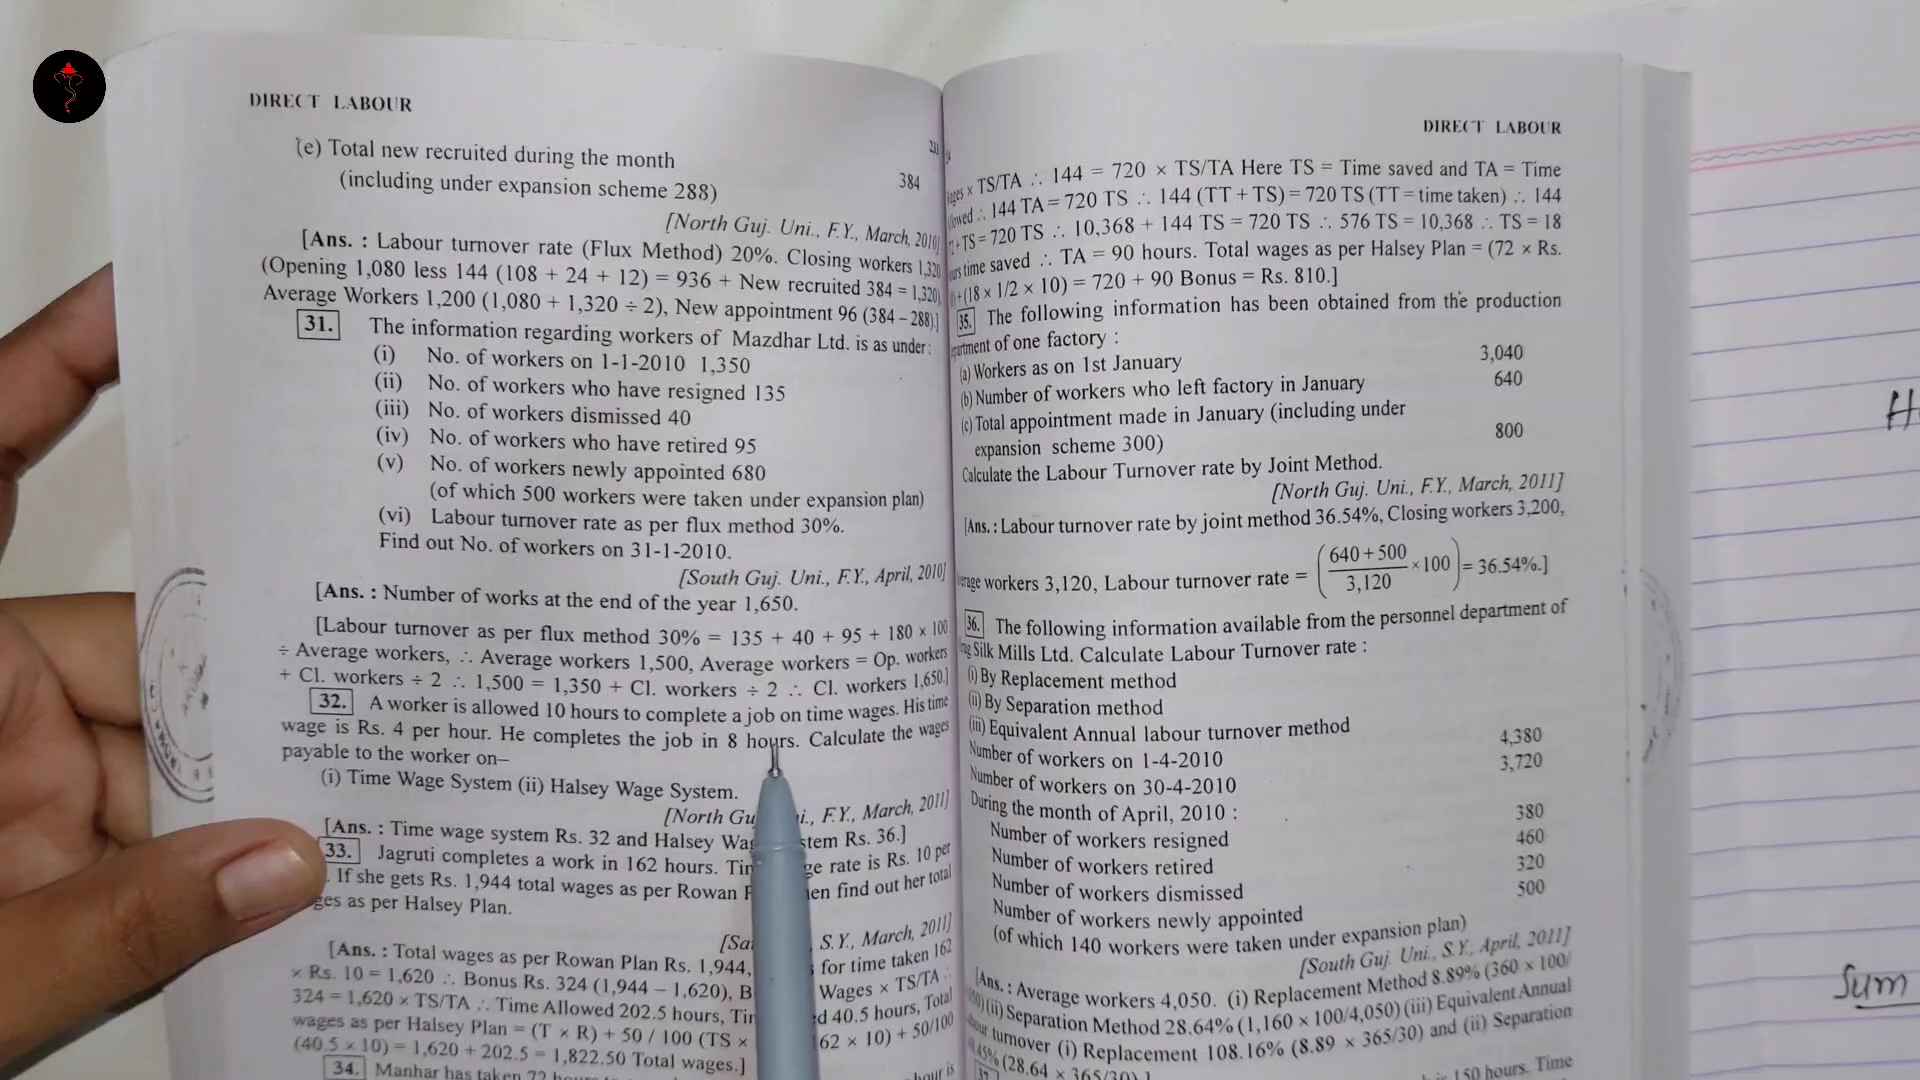 DIRECT LABOUR
(e) Total new recruited during the month
(including under expansion scheme 288) 384
[North Guj. Uni., F.Y., March, 2010]
[Ans. : Labour turnover rate (Flux Method) 20%. Closing workers 1,320
(Opening 1,080 less 144 (108 + 24 + 12) = 936 + New recruited 384 = 1,320).
Average Workers 1,200 (1,080 + 1,320 ÷ 2), New appointment 96 (384 – 288).]
31. The information regarding workers of Mazdhar Ltd. is as under :
(i) No. of workers on 1-1-2010 1,350
(ii) No. of workers who have resigned 135
(iii) No. of workers dismissed 40
(iv) No. of workers who have retired 95
(v) No. of workers newly appointed 680
(of which 500 workers were taken under expansion plan)
(vi) Labour turnover rate as per flux method 30%.
Find out No. of workers on 31-1-2010.
[South Guj. Uni., F.Y., April, 2010]
[Ans. : Number of works at the end of the year 1,650.
[Labour turnover as per flux method 30% = 135 + 40 + 95 + 180 × 100
÷ Average workers, ∴ Average workers 1,500, Average workers = Op. workers
+ Cl. workers ÷ 2 ∴ 1,500 = 1,350 + Cl. workers ÷ 2 ∴ Cl. workers 1,650.]
32. A worker is allowed 10 hours to complete a job on time wages. His time
wage is Rs. 4 per hour. He completes the job in 8 hours. Calculate the wages
payable to the worker on–
(i) Time Wage System (ii) Halsey Wage System.
[North Gu i., F.Y., March, 2011]
[Ans. : Time wage system Rs. 32 and Halsey Wa stem Rs. 36.]
33. Jagruti completes a work in 162 hours. Tim ge rate is Rs. 10 per
. If she gets Rs. 1,944 total wages as per Rowan en find out her total
ges as per Halsey Plan.
S.Y., March, 2011]
[Ans. : Total wages as per Rowan Plan Rs. 1,944, for time taken 162
× Rs. 10 = 1,620 ∴ Bonus Rs. 324 (1,944 – 1,620), B Wages × TS/TA ∴
324 = 1,620 × TS/TA ∴ Time Allowed 202.5 hours, Ti d 40.5 hours, Total
wages as per Halsey Plan = (T × R) + 50 / 100 (TS × 62 × 10) + 50/100
(40.5 × 10) = 1,620 + 202.5 = 1,822.50 Total wages.]
34. Manhar has taken 72 hour is
DIRECT LABOUR
ages × TS/TA ∴ 144 = 720 × TS/TA Here TS = Time saved and TA = Time
lowed ∴ 144 TA = 720 TS ∴ 144 (TT + TS) = 720 TS (TT = time taken) ∴ 144
+ TS = 720 TS ∴ 10,368 + 144 TS = 720 TS ∴ 576 TS = 10,368 ∴ TS = 18
urs time saved ∴ TA = 90 hours. Total wages as per Halsey Plan = (72 × Rs.
) + (18 × 1/2 × 10) = 720 + 90 Bonus = Rs. 810.]
35. The following information has been obtained from the production
partment of one factory :
(a) Workers as on 1st January 3,040
(b) Number of workers who left factory in January 640
(c) Total appointment made in January (including under
expansion scheme 300) 800
Calculate the Labour Turnover rate by Joint Method.
[North Guj. Uni., F.Y., March, 2011]
[Ans. : Labour turnover rate by joint method 36.54%, Closing workers 3,200,
erage workers 3,120, Labour turnover rate = (640 + 500 / 3,120 × 100) = 36.54%.]
36. The following information available from the personnel department of
Silk Mills Ltd. Calculate Labour Turnover rate :
(i) By Replacement method
(ii) By Separation method
(iii) Equivalent Annual labour turnover method
Number of workers on 1-4-2010 4,380
Number of workers on 30-4-2010 3,720
During the month of April, 2010 :
Number of workers resigned 380
Number of workers retired 460
Number of workers dismissed 320
Number of workers newly appointed 500
(of which 140 workers were taken under expansion plan)
[South Guj. Uni., S.Y., April, 2011]
[Ans. : Average workers 4,050. (i) Replacement Method 8.89% (360 × 100/
(ii) Separation Method 28.64% (1,160 × 100/4,050) (iii) Equivalent Annual
our turnover (i) Replacement 108.16% (8.89 × 365/30) and (ii) Separation
45% (28.64 × 365/30).]
37. 150 hours. Time
H
Sum